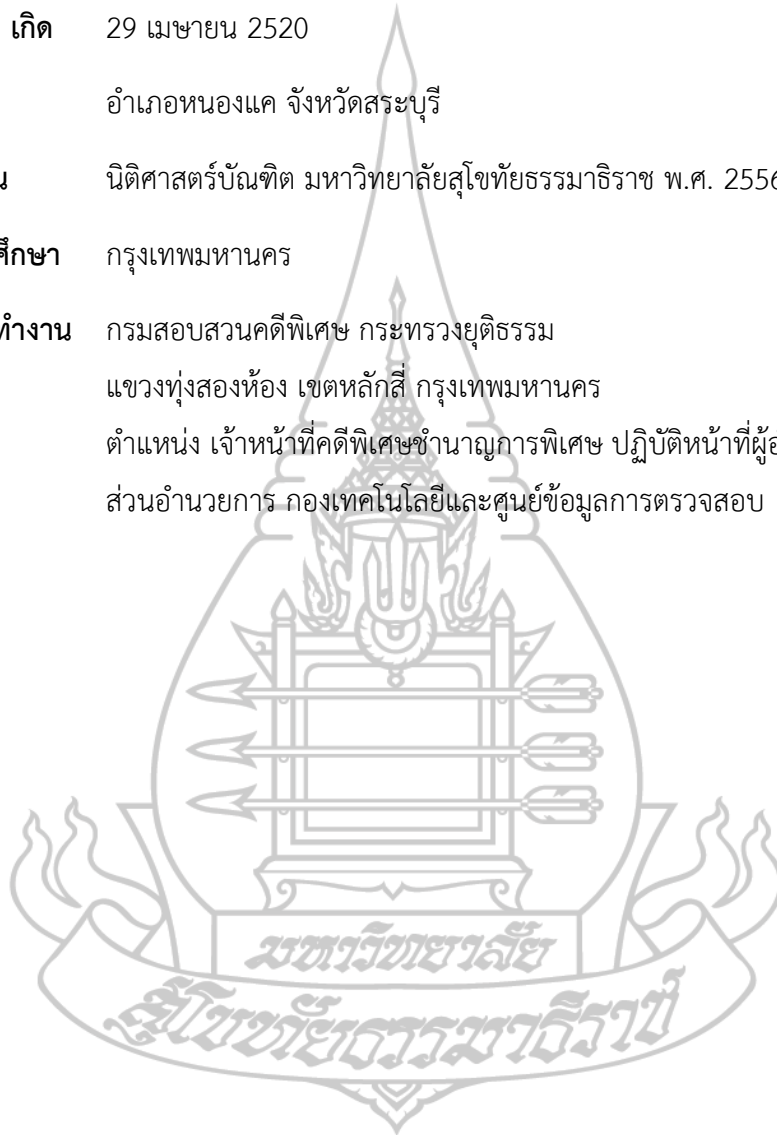 เกิด 29 เมษายน 2520
อำเภอหนองแค จังหวัดสระบุรี
นิติศาสตร์บัณฑิต มหาวิทยาลัยสุโขทัยธรรมาธิราช พ.ศ. 2556
ศึกษา กรุงเทพมหานคร
ทำงาน กรมสอบสวนคดีพิเศษ กระทรวงยุติธรรม
แขวงทุ่งสองห้อง เขตหลักสี่ กรุงเทพมหานคร
ตำแหน่ง เจ้าหน้าที่คดีพิเศษชำนาญการพิเศษ ปฏิบัติหน้าที่
ส่วนอำนวยการ กองเทคโนโลยีและศูนย์ข้อมูลการตรวจสอบ
มหาวิทยาลัย
สุโขทัยธรรมาธิราช